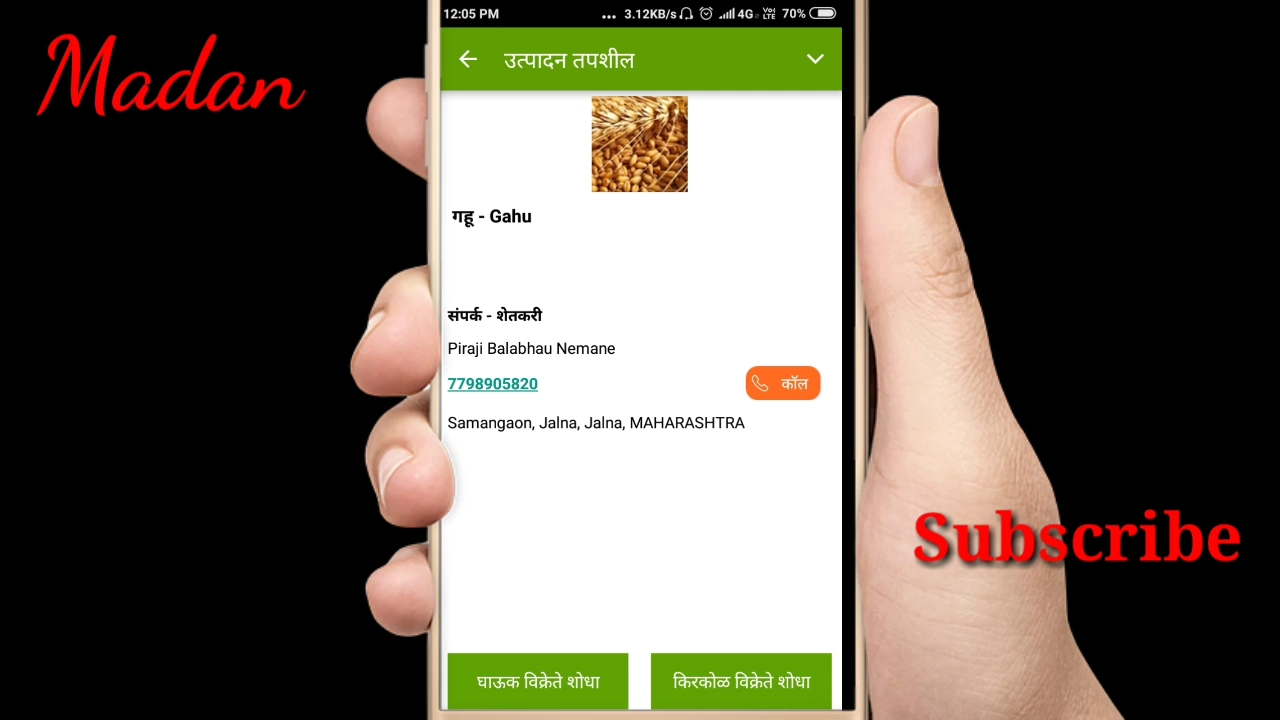 Madan
12:05 PM
... 3.12KB/s 4G VoLTE 70%
उत्पादन तपशील
गहू - Gahu
संपर्क - शेतकरी
Piraji Balabhau Nemane
7798905820
कॉल
Samangaon, Jalna, Jalna, MAHARASHTRA
Subscribe
घाऊक विक्रेते शोधा
किरकोळ विक्रेते शोधा